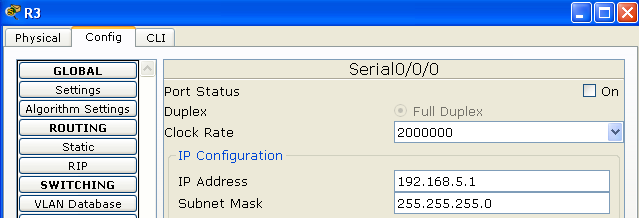 R3
Physical Config CLI
GLOBAL
Settings
Algorithm Settings
ROUTING
Static
RIP
SWITCHING
VLAN Database
Serial0/0/0
Port Status On
Duplex Full Duplex
Clock Rate 2000000
IP Configuration
IP Address 192.168.5.1
Subnet Mask 255.255.255.0